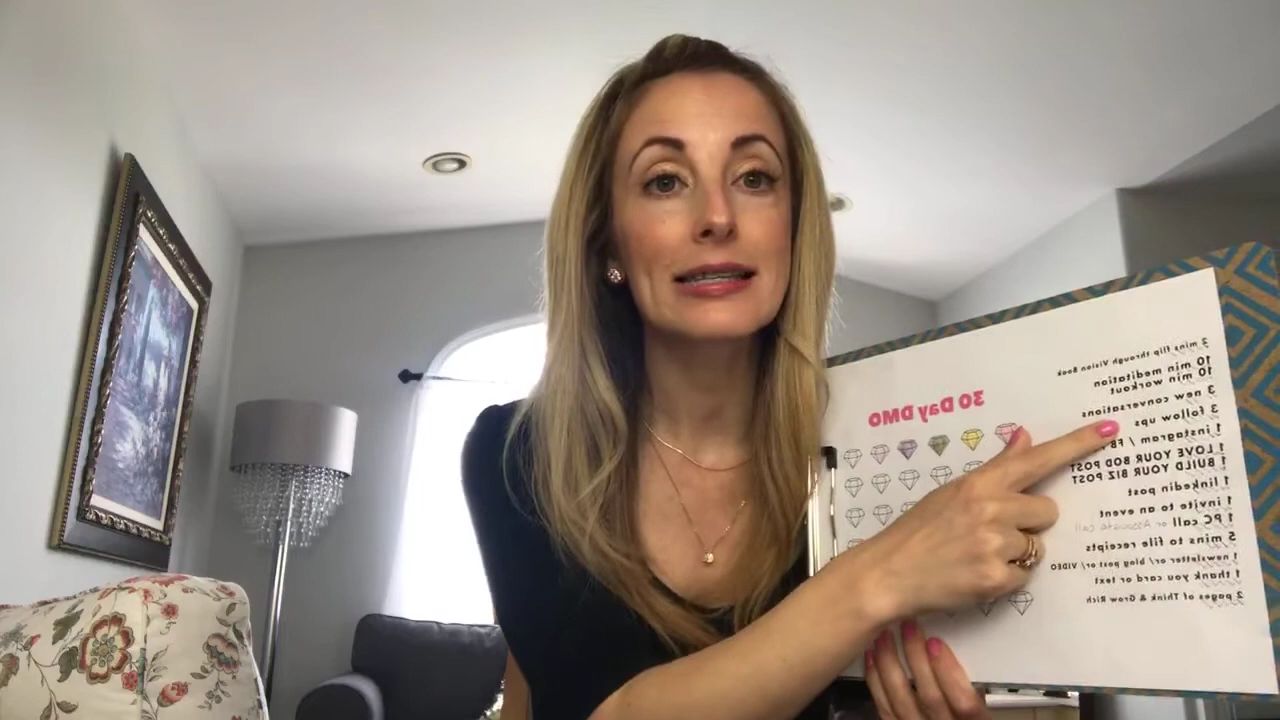 30 Day DMO
3 mins flip through Vision Book
10 min meditation
10 min workout
3 new conversations
3 follow ups
1 instagram / FB
1 LOVE YOUR BOD POST
1 BUILD YOUR BIZ POST
1 linkedin post
1 invite to an event
1 PC call or Associate call
5 mins to file receipts
1 newsletter or/ blog post or/ VIDEO
1 thank you card or text
2 pages of Think & Grow Rich